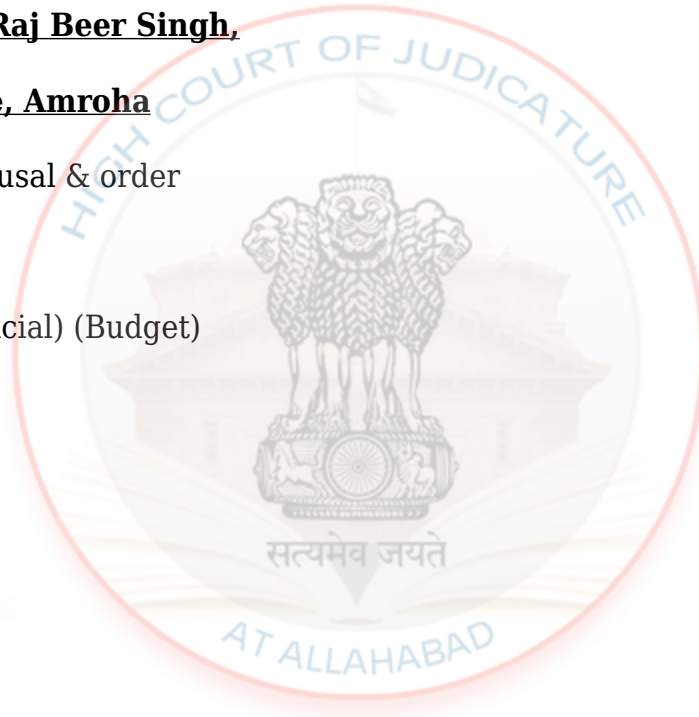 Raj Beer Singh,
, Amroha
usal & order
cial) (Budget)
HIGH COURT OF JUDICATURE
सत्यमेव जयते
AT ALLAHABAD